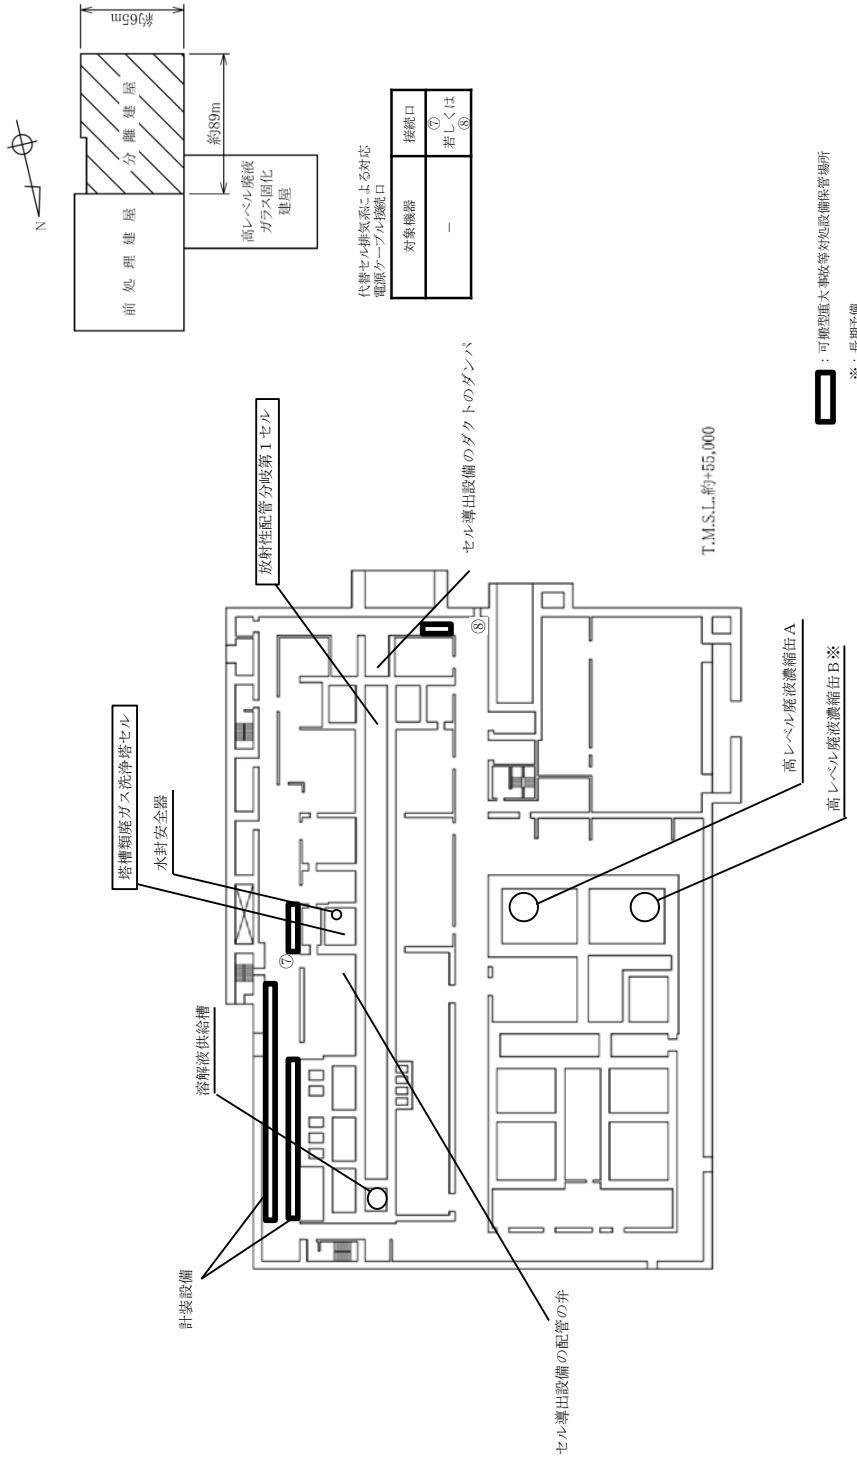 N
約65m
前処理建屋
分離建屋
約89m
高レベル廃液
ガラス固化
建屋
代替セル排気系による対応
電源ケーブル接続口
対象機器
接続口
－
⑦
若しくは
⑧
計装設備
溶解液供給槽
塔槽類廃ガス洗浄塔セル
水封安全器
放射性配管分岐第1セル
セル導出設備のダクトのダンパ
⑦
⑧
セル導出設備の配管の弁
高レベル廃液濃縮缶A
高レベル廃液濃縮缶B※
T.M.S.L.約+55,000
：可搬型重大事故等対処設備保管場所
※：長期予備